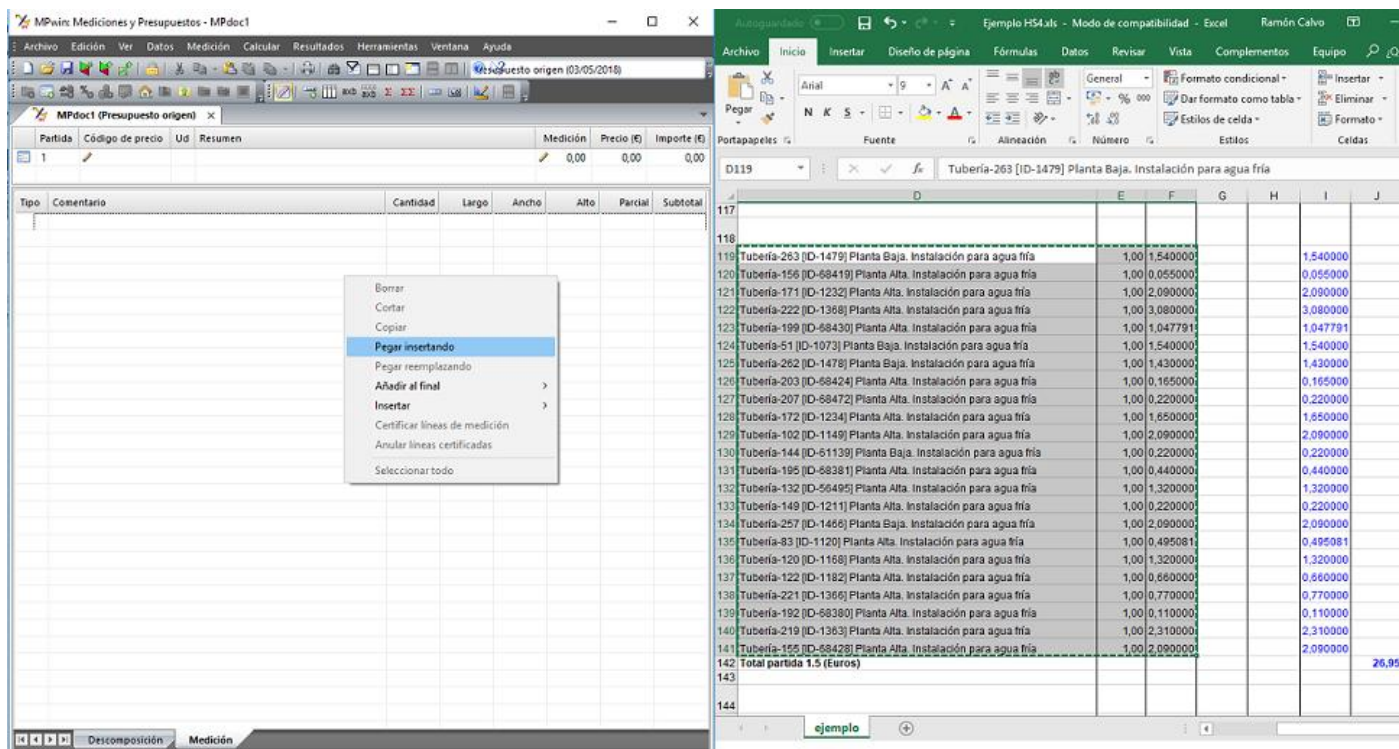 MPwin: Mediciones y Presupuestos - MPdoc1
Archivo Edición Ver Datos Medición Calcular Resultados Herramientas Ventana Ayuda
origen (03/05/2018)
MPdoc1 (Presupuesto origen)
Partida Código de precio Ud Resumen Medición Precio (€) Importe (€)
1 0,00 0,00 0,00
Tipo Comentario Cantidad Largo Ancho Alto Parcial Subtotal
Borrar
Cortar
Copiar
Pegar insertando
Pegar reemplazando
Añadir al final
Insertar
Certificar líneas de medición
Anular líneas certificadas
Seleccionar todo
Descomposición Medición
Autoguardado Ejemplo HS4.xls - Modo de compatibilidad - Excel Ramón Calvo
Archivo Inicio Insertar Diseño de página Fórmulas Datos Revisar Vista Complementos Equipo
Pegar
Arial 9
N K S
General
% 000
Formato condicional
Dar formato como tabla
Estilos de celda
Insertar
Eliminar
Formato
Portapapeles Fuente Alineación Número Estilos Celdas
D119 fx Tubería-263 [ID-1479] Planta Baja. Instalación para agua fría
D E F G H I J
117
118
119 Tubería-263 [ID-1479] Planta Baja. Instalación para agua fría 1,00 1,540000 1,540000
120 Tubería-156 [ID-68419] Planta Alta. Instalación para agua fría 1,00 0,055000 0,055000
121 Tubería-171 [ID-1232] Planta Alta. Instalación para agua fría 1,00 2,090000 2,090000
122 Tubería-222 [ID-1368] Planta Alta. Instalación para agua fría 1,00 3,080000 3,080000
123 Tubería-199 [ID-68430] Planta Alta. Instalación para agua fría 1,00 1,047791 1,047791
124 Tubería-51 [ID-1073] Planta Baja. Instalación para agua fría 1,00 1,540000 1,540000
125 Tubería-262 [ID-1478] Planta Baja. Instalación para agua fría 1,00 1,430000 1,430000
126 Tubería-203 [ID-68424] Planta Alta. Instalación para agua fría 1,00 0,165000 0,165000
127 Tubería-207 [ID-68472] Planta Alta. Instalación para agua fría 1,00 0,220000 0,220000
128 Tubería-172 [ID-1234] Planta Alta. Instalación para agua fría 1,00 1,650000 1,650000
129 Tubería-102 [ID-1149] Planta Alta. Instalación para agua fría 1,00 2,090000 2,090000
130 Tubería-144 [ID-61139] Planta Baja. Instalación para agua fría 1,00 0,220000 0,220000
131 Tubería-195 [ID-68381] Planta Alta. Instalación para agua fría 1,00 0,440000 0,440000
132 Tubería-132 [ID-56495] Planta Alta. Instalación para agua fría 1,00 1,320000 1,320000
133 Tubería-149 [ID-1211] Planta Alta. Instalación para agua fría 1,00 0,220000 0,220000
134 Tubería-257 [ID-1466] Planta Baja. Instalación para agua fría 1,00 2,090000 2,090000
135 Tubería-83 [ID-1120] Planta Alta. Instalación para agua fría 1,00 0,495081 0,495081
136 Tubería-120 [ID-1168] Planta Alta. Instalación para agua fría 1,00 1,320000 1,320000
137 Tubería-122 [ID-1182] Planta Alta. Instalación para agua fría 1,00 0,660000 0,660000
138 Tubería-221 [ID-1366] Planta Alta. Instalación para agua fría 1,00 0,770000 0,770000
139 Tubería-192 [ID-68380] Planta Alta. Instalación para agua fría 1,00 0,110000 0,110000
140 Tubería-219 [ID-1363] Planta Alta. Instalación para agua fría 1,00 2,310000 2,310000
141 Tubería-155 [ID-68428] Planta Alta. Instalación para agua fría 1,00 2,090000 2,090000
142 Total partida 1.5 (Euros) 26,95
143
144
ejemplo